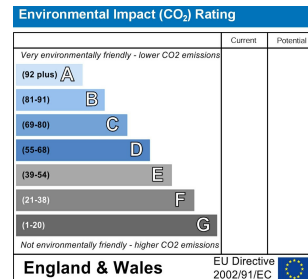 Environmental Impact (CO₂) Rating
Current Potential
Very environmentally friendly - lower CO2 emissions
(92 plus) A
(81-91) B
(69-80) C
(55-68) D
(39-54) E
(21-38) F
(1-20) G
Not environmentally friendly - higher CO2 emissions
England & Wales
EU Directive
2002/91/EC